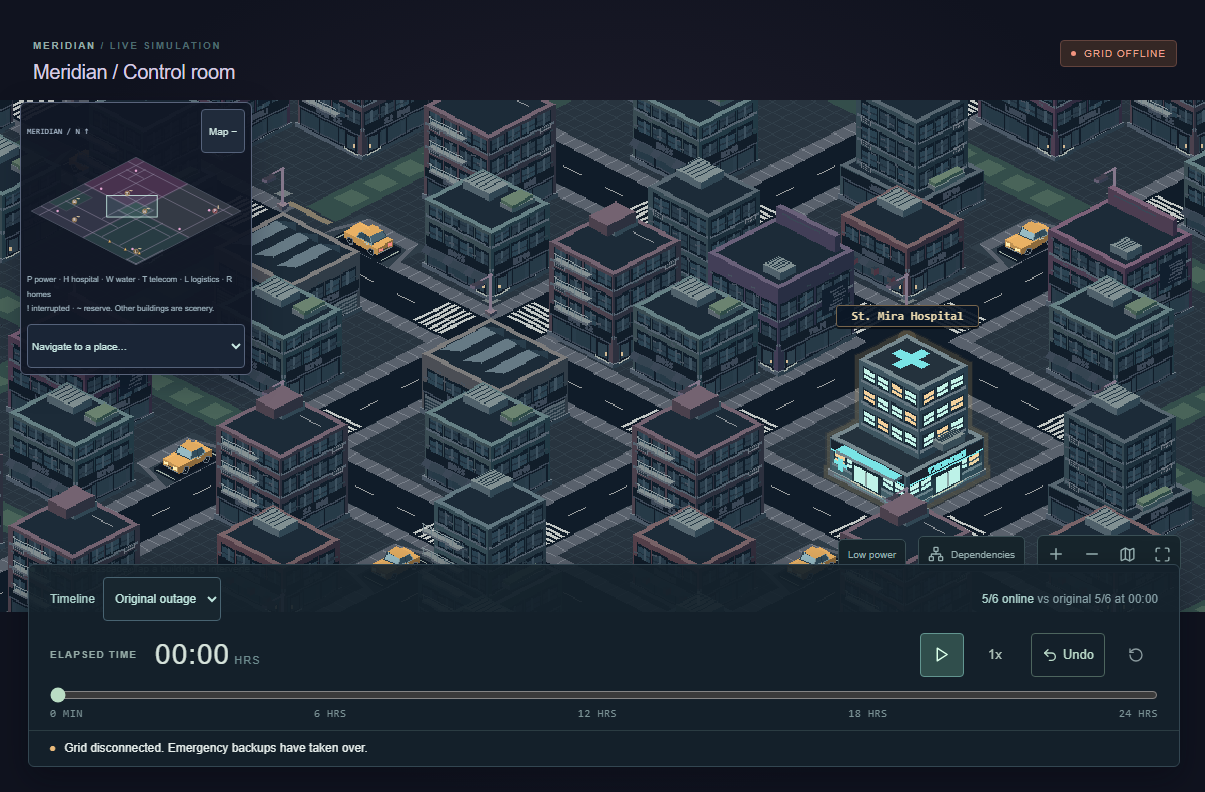 MERIDIAN / LIVE SIMULATION
Meridian / Control room
GRID OFFLINE
MERIDIAN / N ↑
Map −
P power · H hospital · W water · T telecom · L logistics · R
homes
! interrupted · ~ reserve. Other buildings are scenery.
Navigate to a place...
St. Mira Hospital
Low power
Dependencies
Timeline
Original outage
5/6 online vs original 5/6 at 00:00
ELAPSED TIME 00:00 HRS
1x
Undo
0 MIN 6 HRS 12 HRS 18 HRS 24 HRS
Grid disconnected. Emergency backups have taken over.